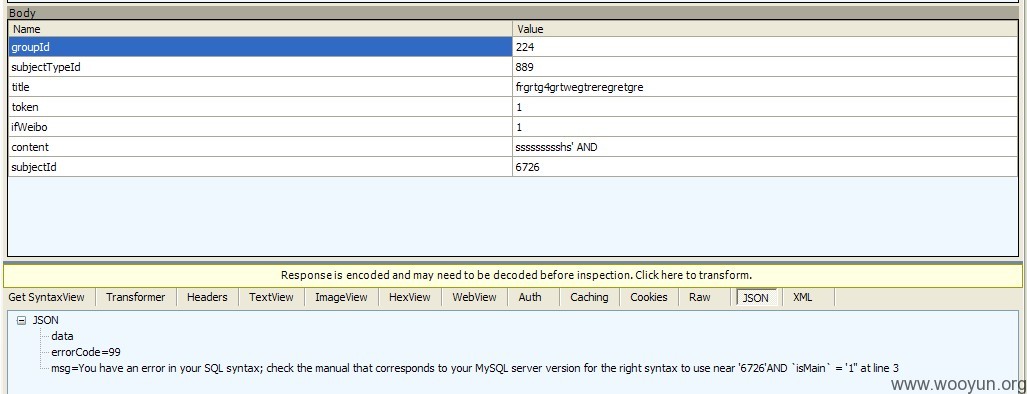 Body
Name Value
groupId 224
subjectTypeId 889
title frgrtg4grtwegtreregretgre
token 1
ifWeibo 1
content sssssssssshs' AND
subjectId 6726
Response is encoded and may need to be decoded before inspection. Click here to transform.
Get SyntaxView Transformer Headers TextView ImageView HexView WebView Auth Caching Cookies Raw JSON XML
JSON
data
errorCode=99
msg=You have an error in your SQL syntax; check the manual that corresponds to your MySQL server version for the right syntax to use near '6726'AND `isMain` = '1'' at line 3
www.wooyun.org